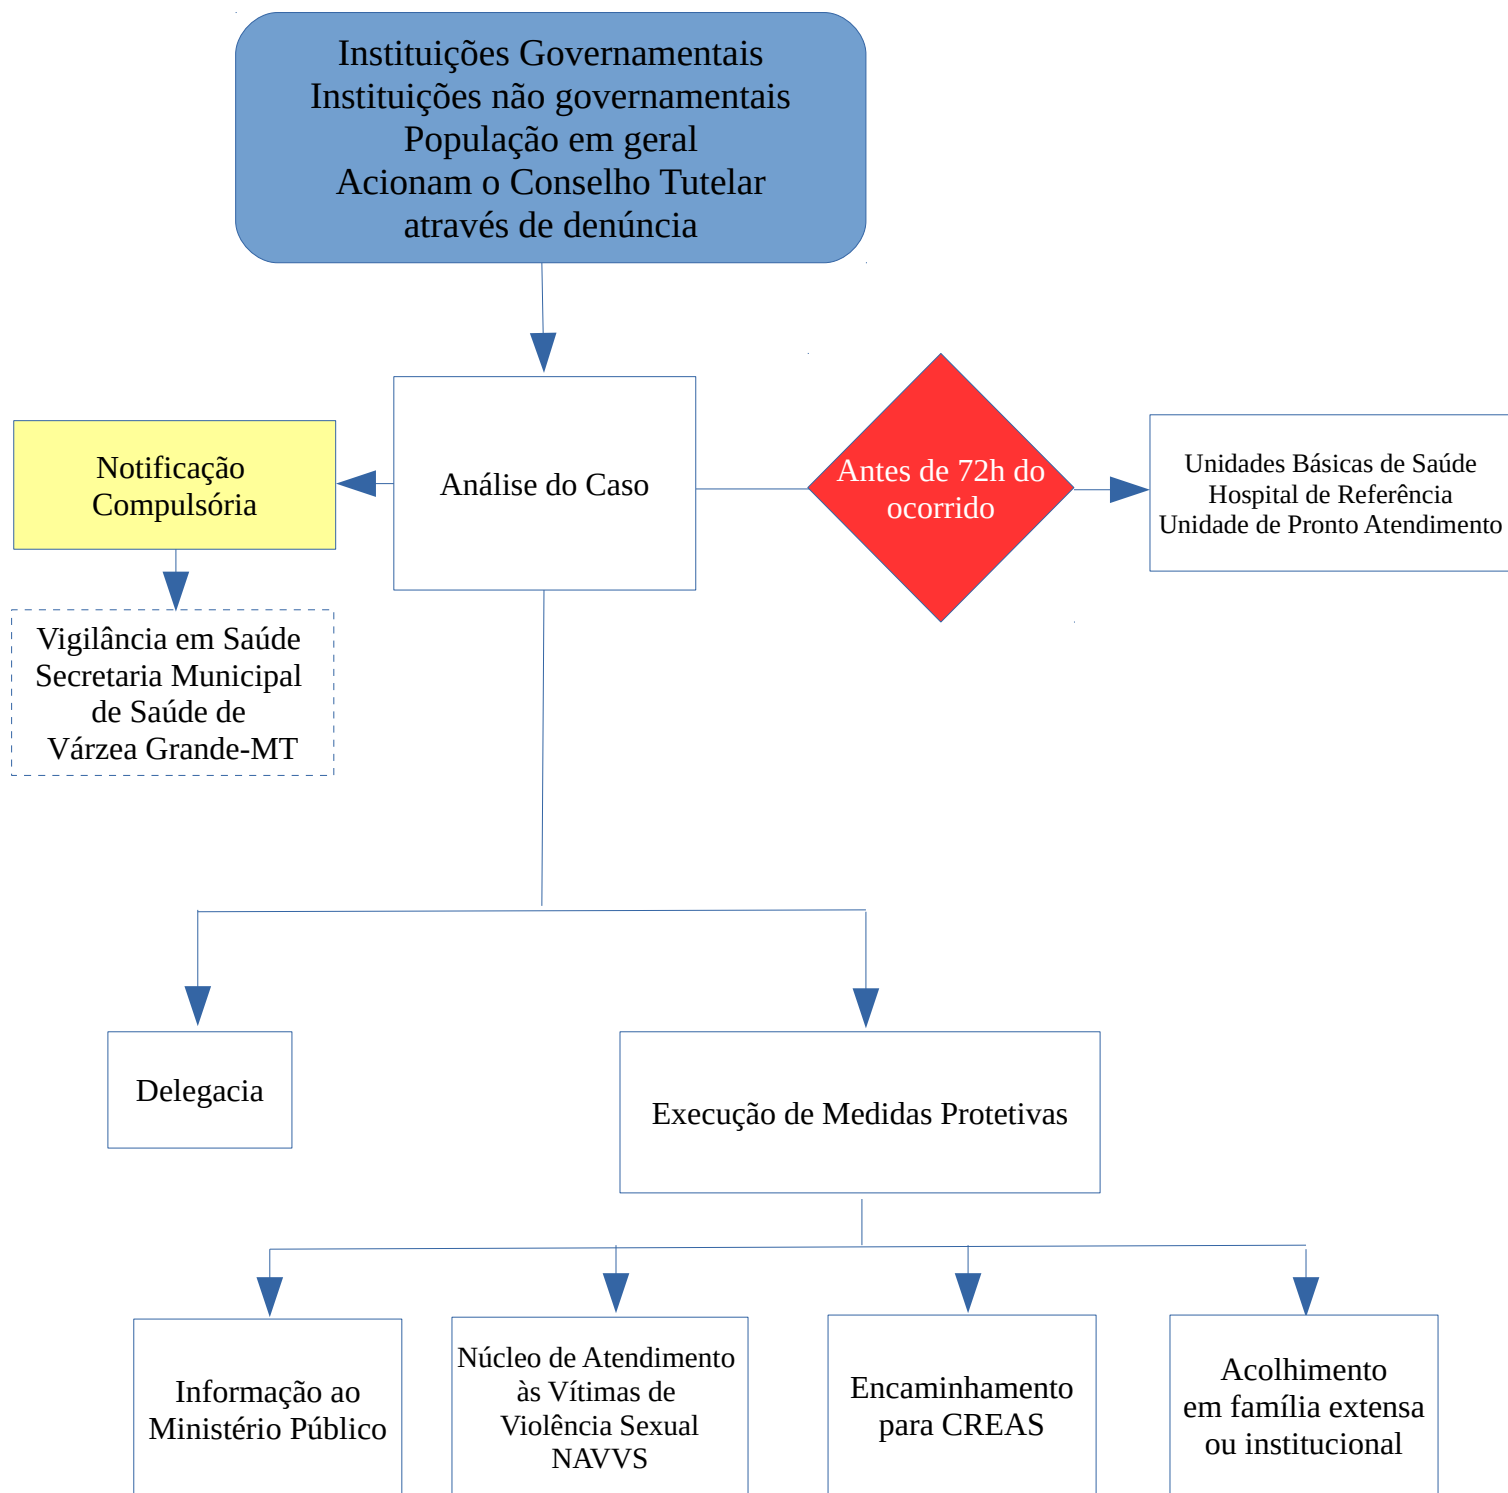 Instituições Governamentais
Instituições não governamentais
População em geral
Acionam o Conselho Tutelar
através de denúncia
Notificação
Compulsória
Análise do Caso
Antes de 72h do
ocorrido
Unidades Básicas de Saúde
Hospital de Referência
Unidade de Pronto Atendimento
Vigilância em Saúde
Secretaria Municipal
de Saúde de
Várzea Grande-MT
Delegacia
Execução de Medidas Protetivas
Informação ao
Ministério Público
Núcleo de Atendimento
às Vítimas de
Violência Sexual
NAVVS
Encaminhamento
para CREAS
Acolhimento
em família extensa
ou institucional